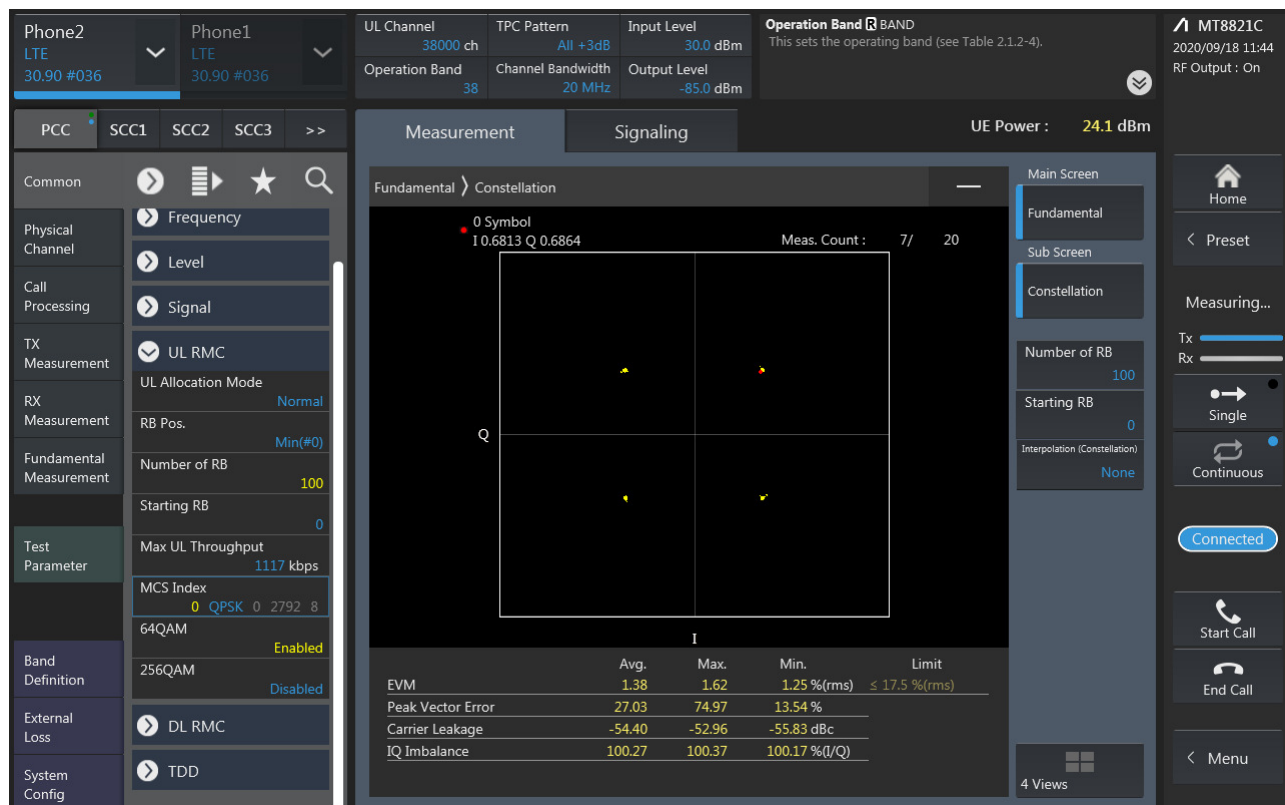 Phone2
LTE
30.90 #036
Phone1
LTE
30.90 #036
UL Channel
38000 ch
TPC Pattern
All +3dB
Input Level
30.0 dBm
Operation Band
38
Channel Bandwidth
20 MHz
Output Level
-85.0 dBm
Operation Band R BAND
This sets the operating band (see Table 2.1.2-4).
MT8821C
2020/09/18 11:44
RF Output : On
PCC SCC1 SCC2 SCC3 >>
Measurement Signaling
UE Power : 24.1 dBm
Common
Physical
Channel
Call
Processing
TX
Measurement
RX
Measurement
Fundamental
Measurement
Test
Parameter
Band
Definition
External
Loss
System
Config
Frequency
Level
Signal
UL RMC
UL Allocation Mode
Normal
RB Pos.
Min(#0)
Number of RB
100
Starting RB
0
Max UL Throughput
1117 kbps
MCS Index
0 QPSK 0 2792 8
64QAM
Enabled
256QAM
Disabled
DL RMC
TDD
Fundamental ⟩ Constellation
0 Symbol
I 0.6813 Q 0.6864
Meas. Count : 7/ 20
Q
I
Avg. Max. Min. Limit
EVM 1.38 1.62 1.25 %(rms) ≤ 17.5 %(rms)
Peak Vector Error 27.03 74.97 13.54 %
Carrier Leakage -54.40 -52.96 -55.83 dBc
IQ Imbalance 100.27 100.37 100.17 %(I/Q)
Main Screen
Fundamental
Sub Screen
Constellation
Number of RB
100
Starting RB
0
Interpolation (Constellation)
None
4 Views
Home
< Preset
Measuring...
Tx
Rx
Single
Continuous
Connected
Start Call
End Call
< Menu